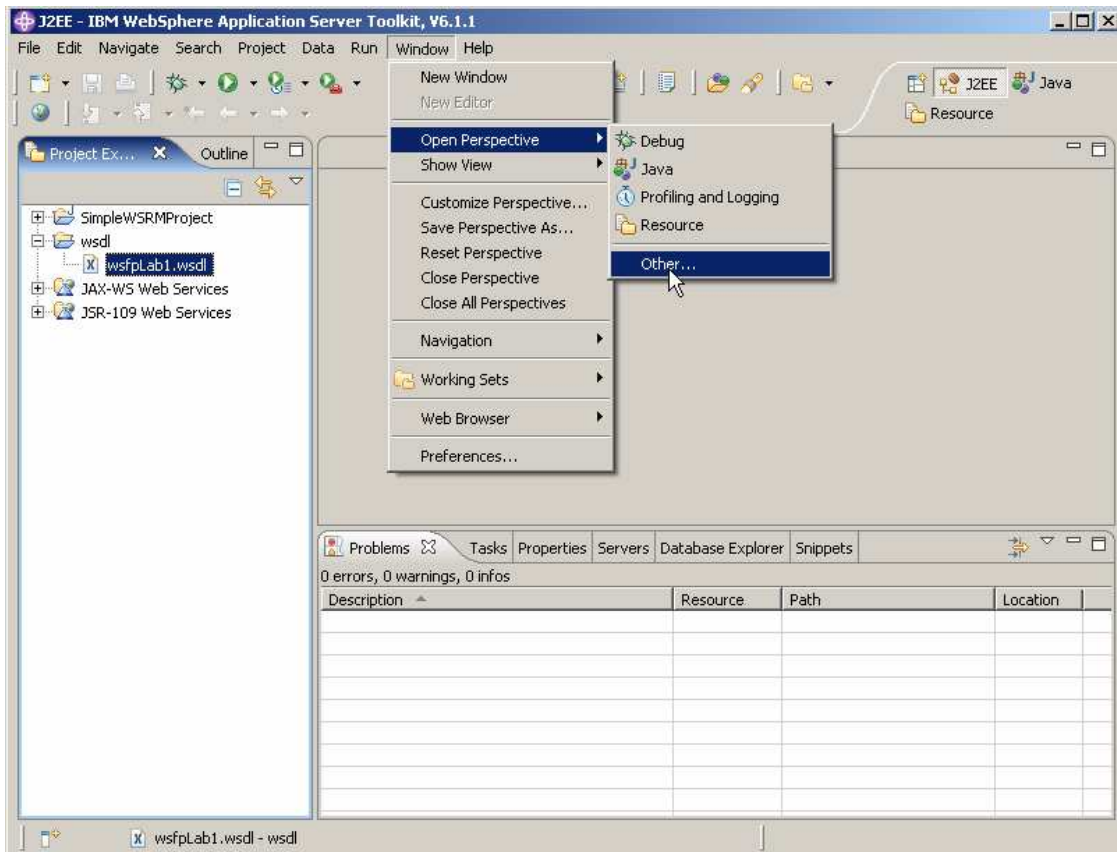 J2EE - IBM WebSphere Application Server Toolkit, V6.1.1
File Edit Navigate Search Project Data Run Window Help
J2EE Java
Resource
Project Ex... Outline
SimpleWSRMProject
wsdl
wsfpLab1.wsdl
JAX-WS Web Services
JSR-109 Web Services
New Window
New Editor
Open Perspective
Show View
Customize Perspective...
Save Perspective As...
Reset Perspective
Close Perspective
Close All Perspectives
Navigation
Working Sets
Web Browser
Preferences...
Debug
Java
Profiling and Logging
Resource
Other...
Problems Tasks Properties Servers Database Explorer Snippets
0 errors, 0 warnings, 0 infos
Description Resource Path Location
wsfpLab1.wsdl - wsdl